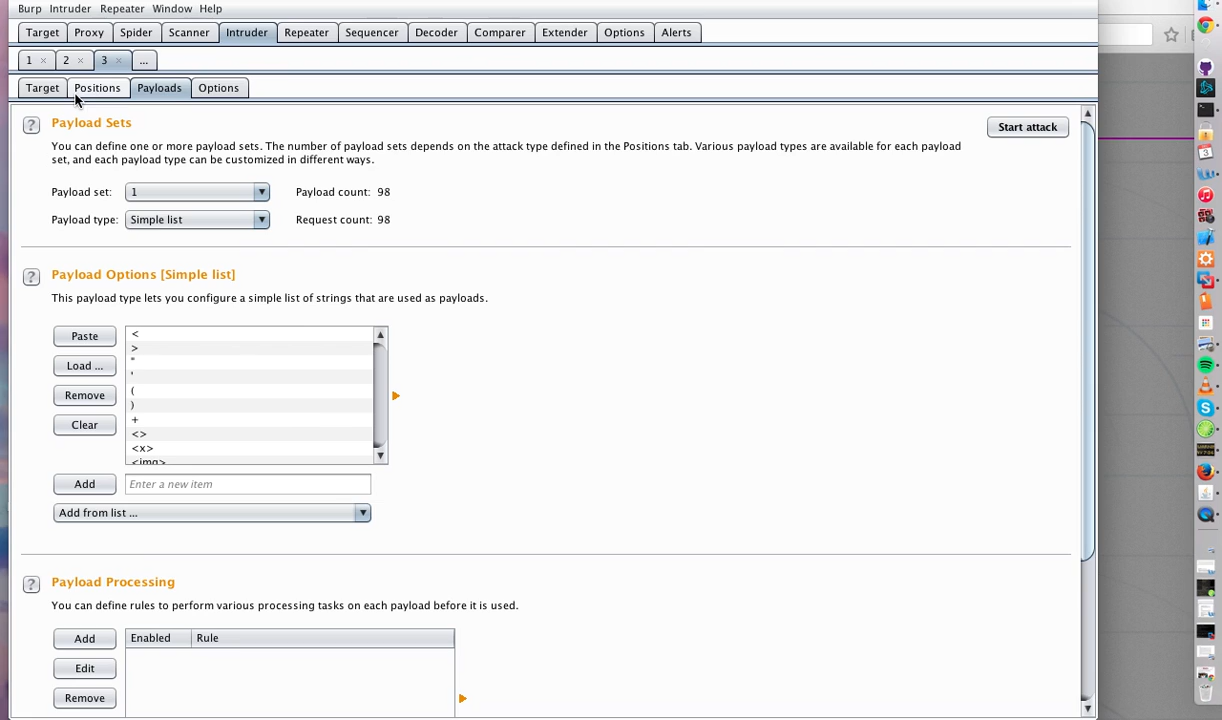 Burp Intruder Repeater Window Help
Target Proxy Spider Scanner Intruder Repeater Sequencer Decoder Comparer Extender Options Alerts
1 × 2 × 3 × ...
Target Positions Payloads Options
? Payload Sets
Start attack
You can define one or more payload sets. The number of payload sets depends on the attack type defined in the Positions tab. Various payload types are available for each payload
set, and each payload type can be customized in different ways.
Payload set: 1 Payload count: 98
Payload type: Simple list Request count: 98
? Payload Options [Simple list]
This payload type lets you configure a simple list of strings that are used as payloads.
Paste
Load ...
Remove
Clear
<
>
"
'
(
)
+
<>
<x>
<img>
Add Enter a new item
Add from list ...
? Payload Processing
You can define rules to perform various processing tasks on each payload before it is used.
Add Enabled Rule
Edit
Remove